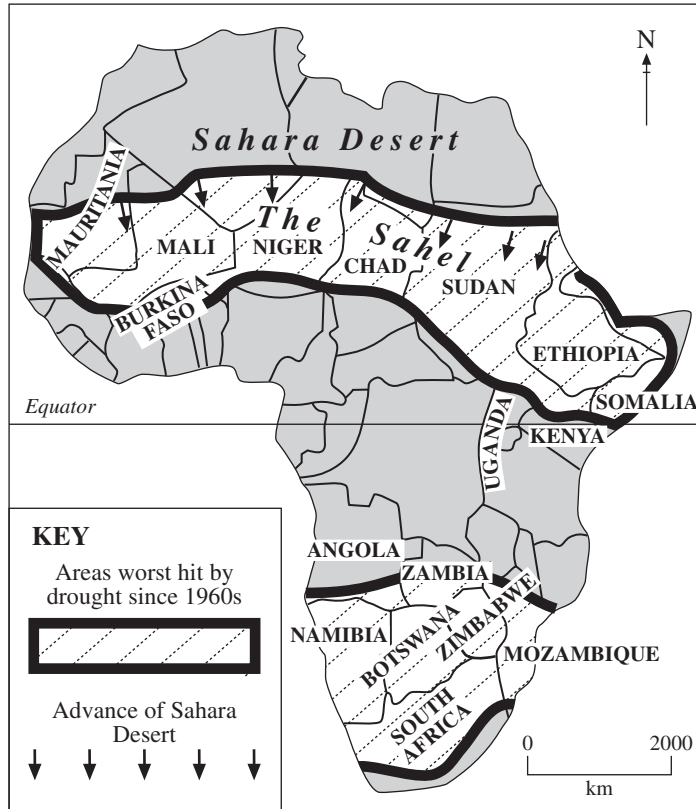 N
Sahara Desert
MAURITANIA
The
Sahel
MALI
NIGER
CHAD
SUDAN
BURKINA
FASO
ETHIOPIA
SOMALIA
Equator
UGANDA
KENYA
ANGOLA
ZAMBIA
NAMIBIA
BOTSWANA
ZIMBABWE
MOZAMBIQUE
SOUTH
AFRICA
KEY
Areas worst hit by
drought since 1960s
Advance of Sahara
Desert
0 2000
km